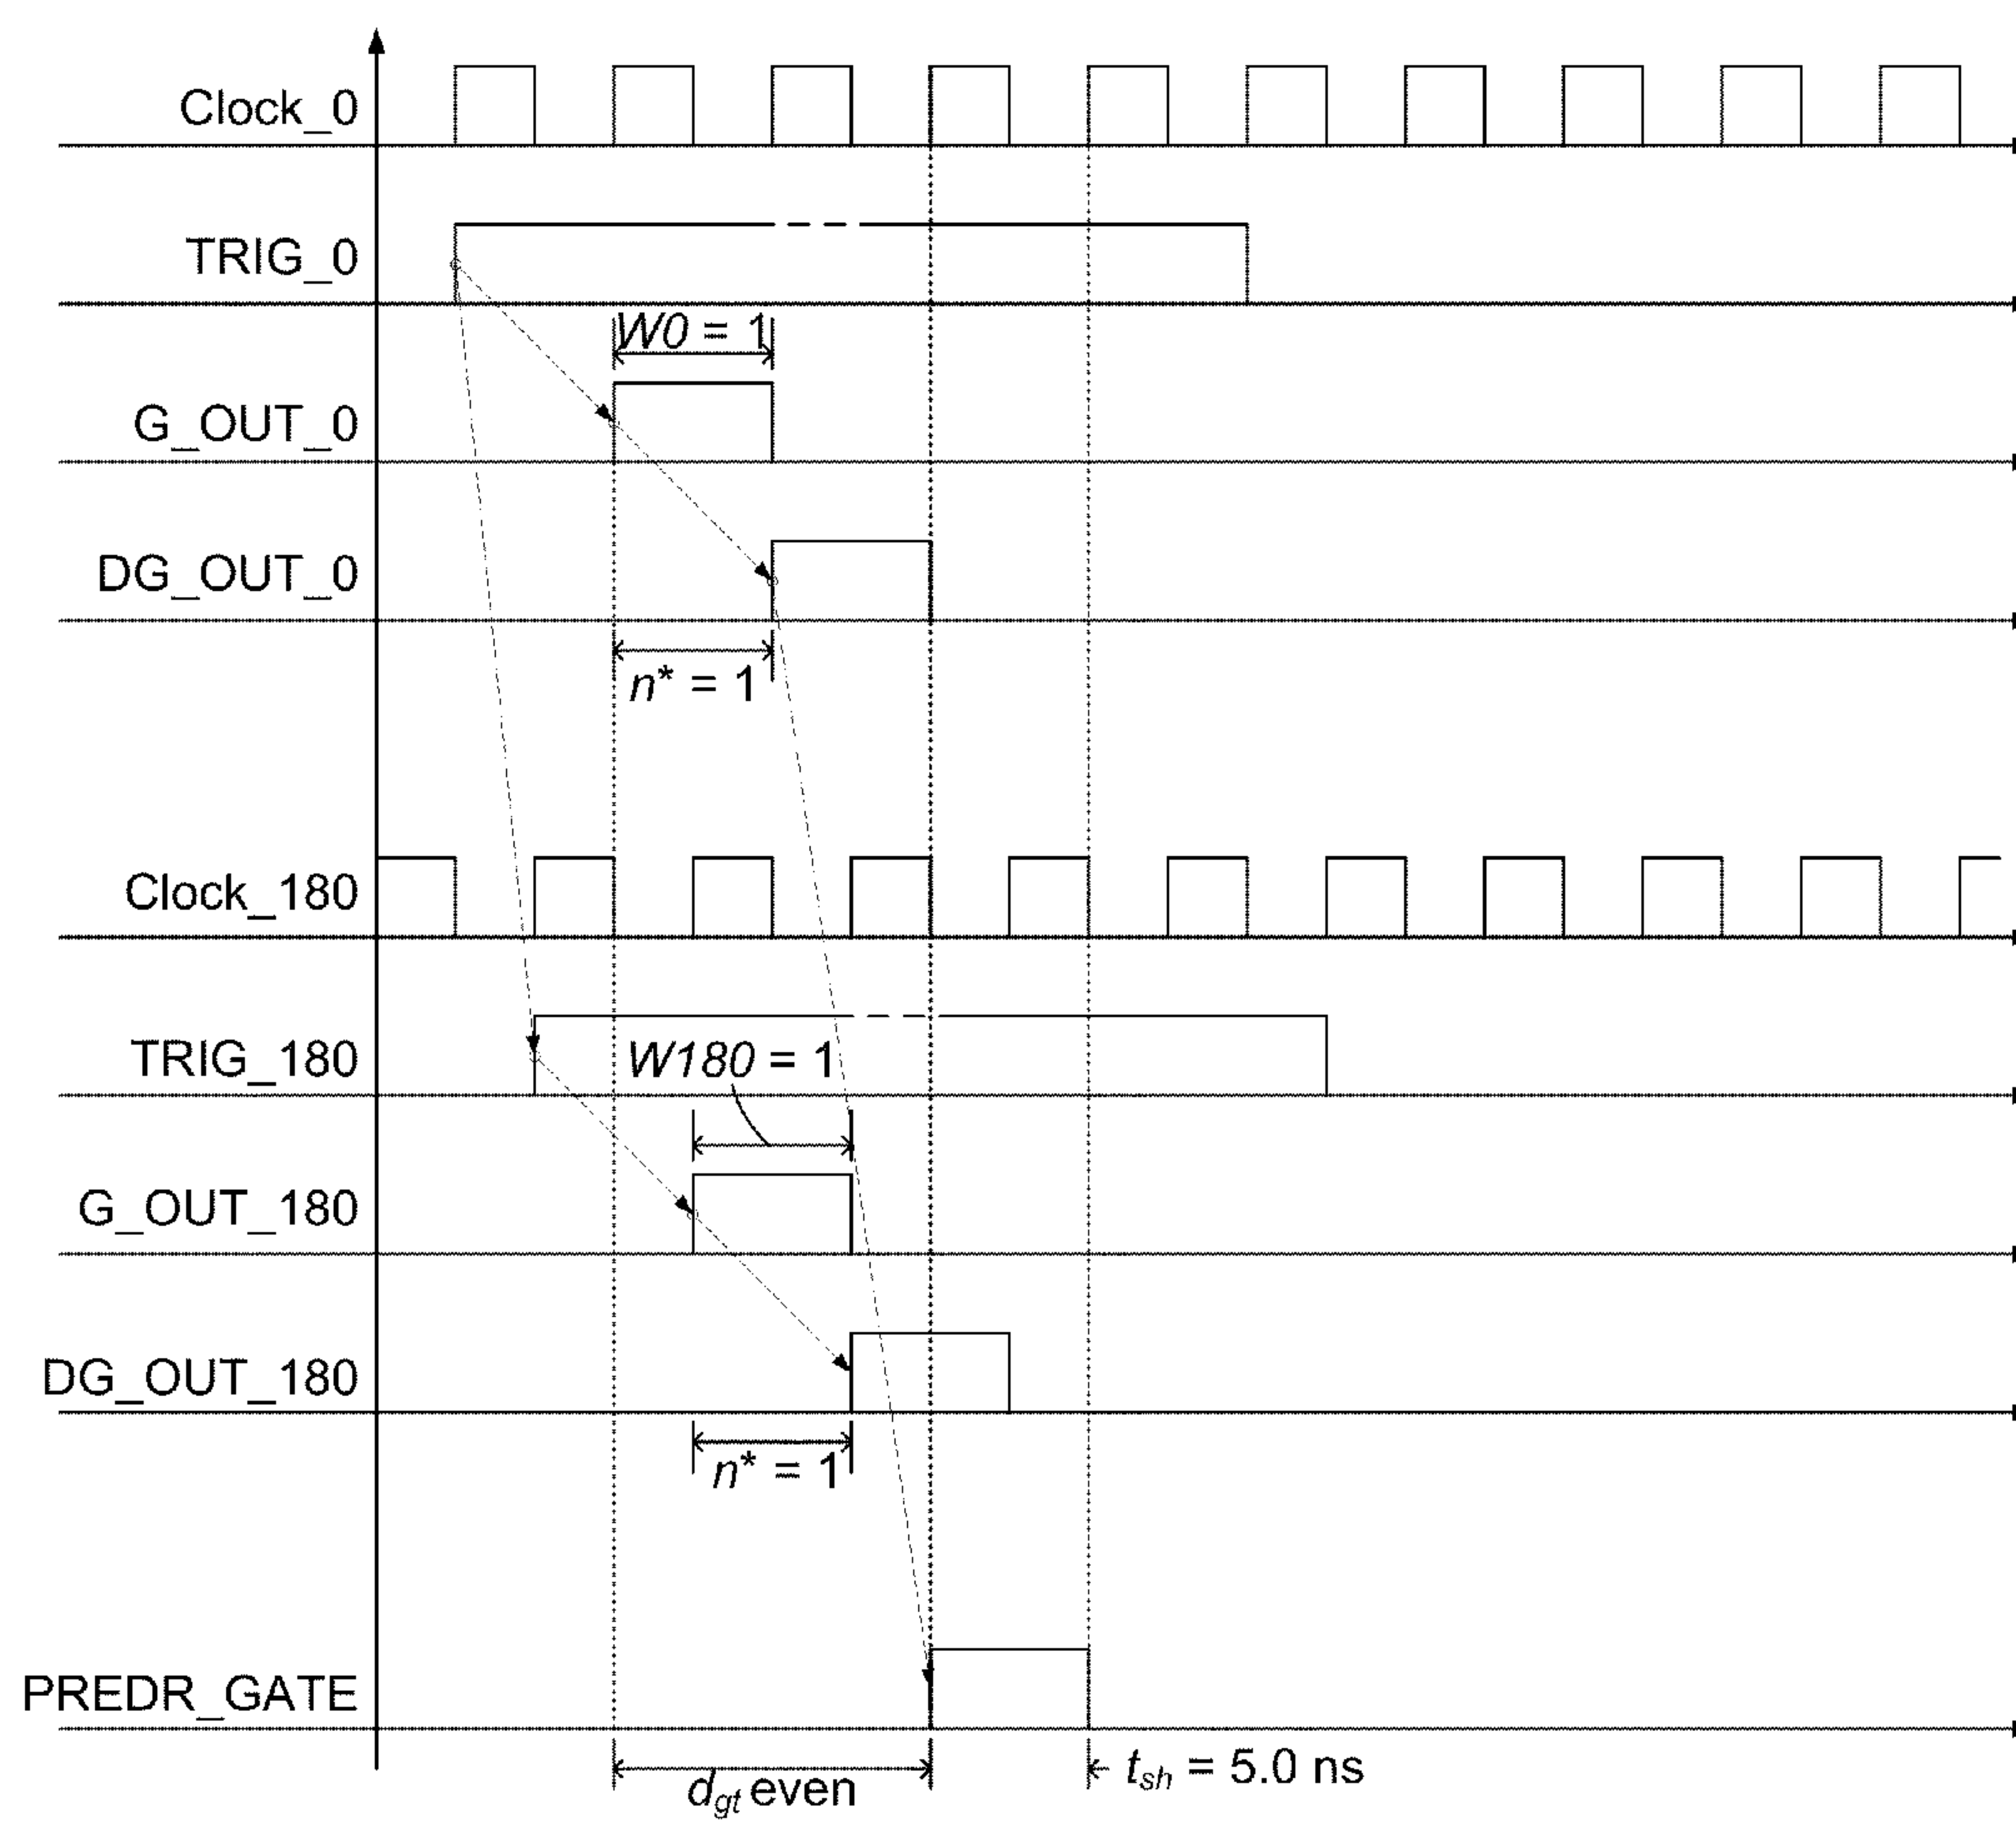 Clock_0
TRIG_0
W0 = 1
G_OUT_0
DG_OUT_0
n* = 1
Clock_180
TRIG_180
W180 = 1
G_OUT_180
DG_OUT_180
n* = 1
PREDR_GATE
dgt even
tsh = 5.0 ns